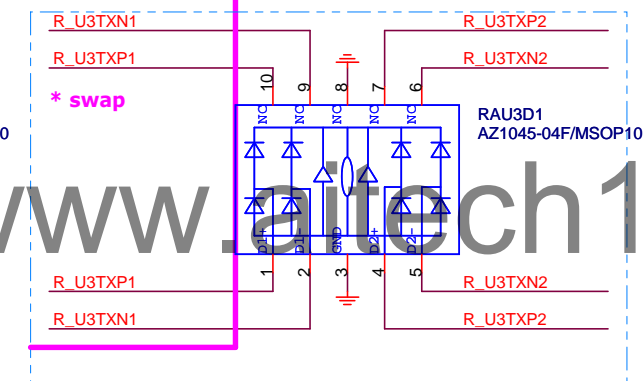 R_U3TXN1
R_U3TXP2
R_U3TXP1
R_U3TXN2
* swap
10
9
8
7
6
NC
NC
NC
NC
NC
RAU3D1
AZ1045-04F/MSOP10
0
www.aitech1
D1+
D1-
GND
D2+
D2-
1
2
3
4
5
R_U3TXP1
R_U3TXN2
R_U3TXN1
R_U3TXP2